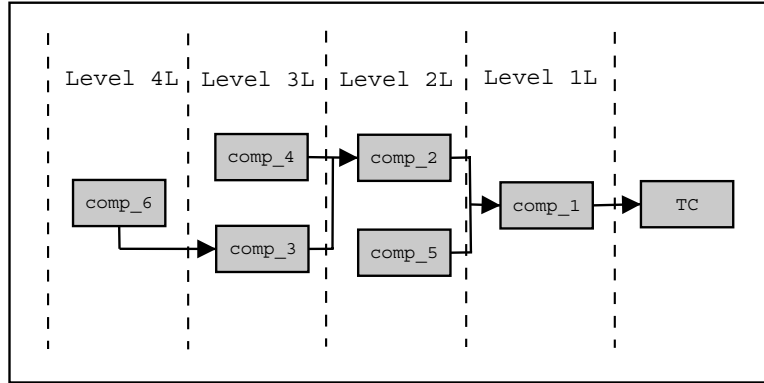 Level 4L Level 3L Level 2L Level 1L
comp_4 comp_2
comp_6 comp_1 TC
comp_3 comp_5